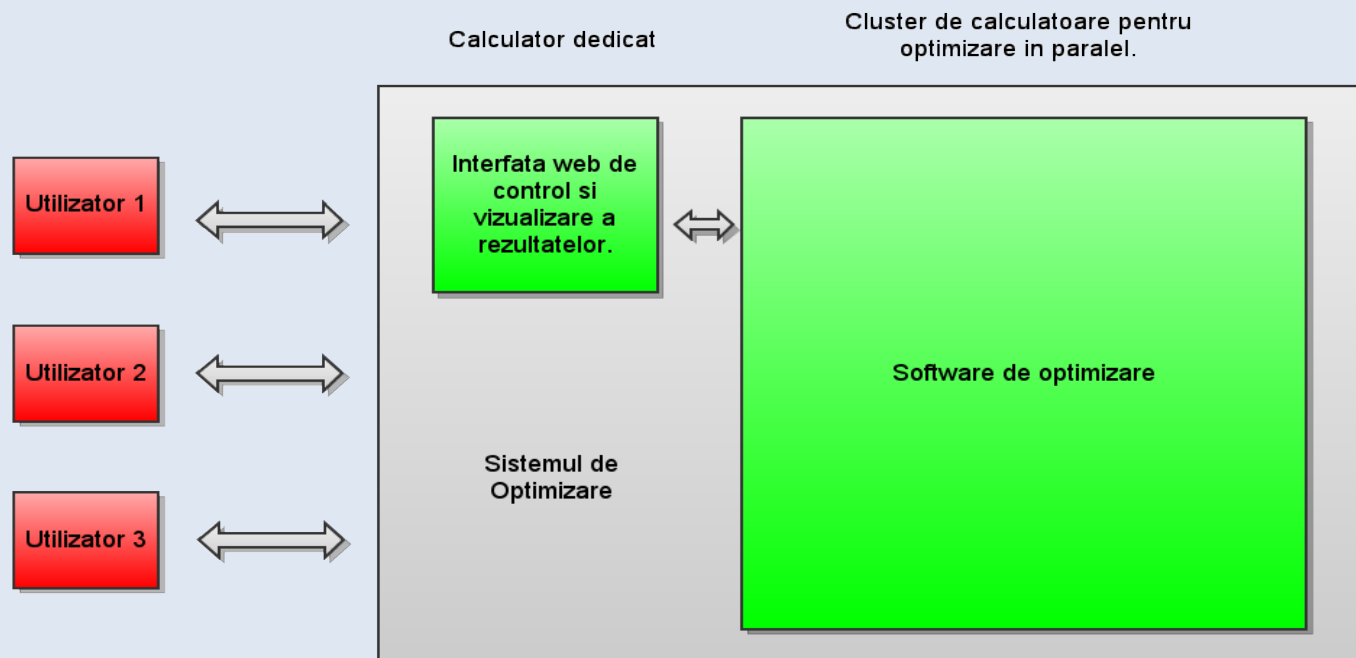 Calculator dedicat
Cluster de calculatoare pentru
optimizare in paralel.
Utilizator 1
Interfata web de
control si
vizualizare a
rezultatelor.
Utilizator 2
Software de optimizare
Sistemul de
Optimizare
Utilizator 3